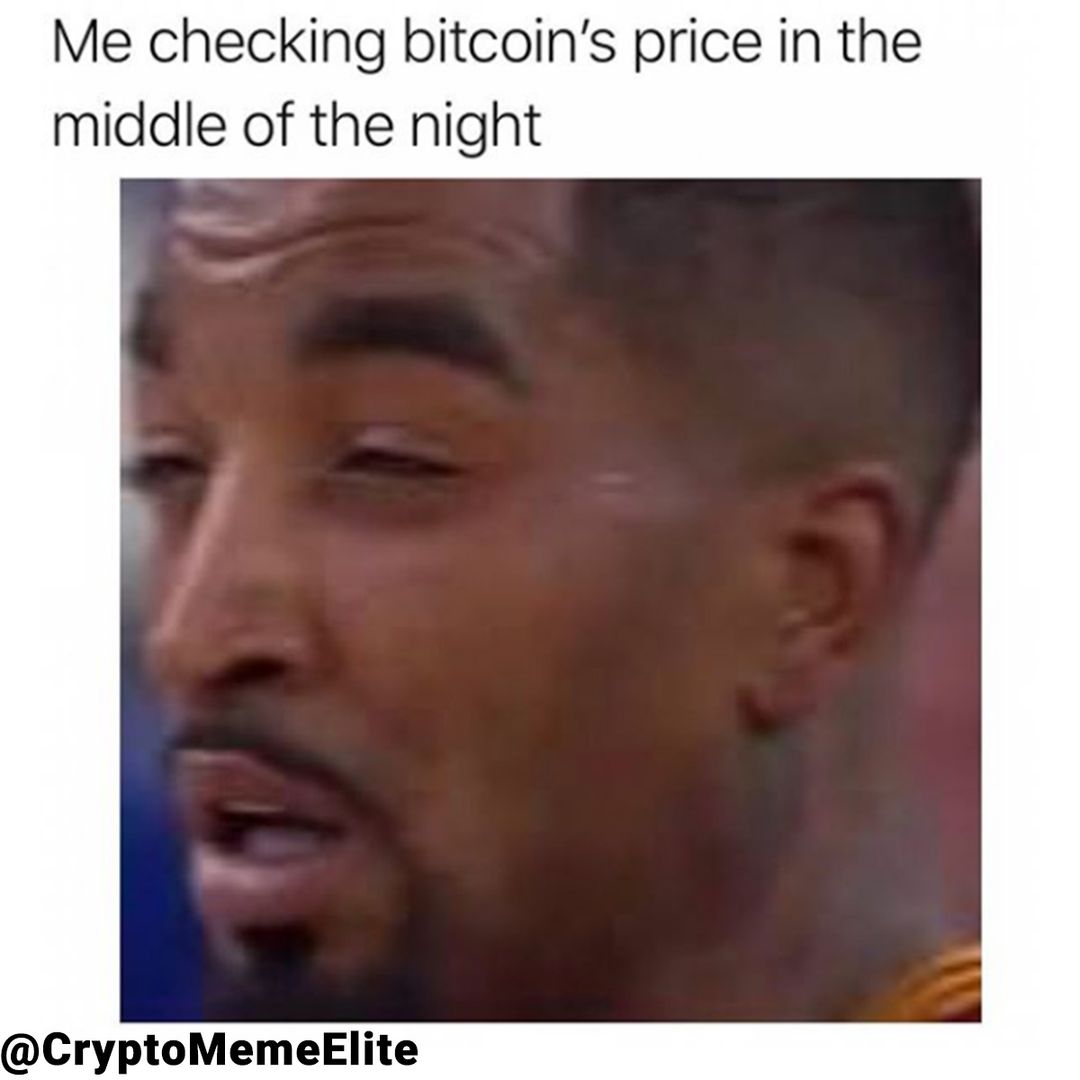 Me checking bitcoin’s price in the
middle of the night
@CryptoMemeElite